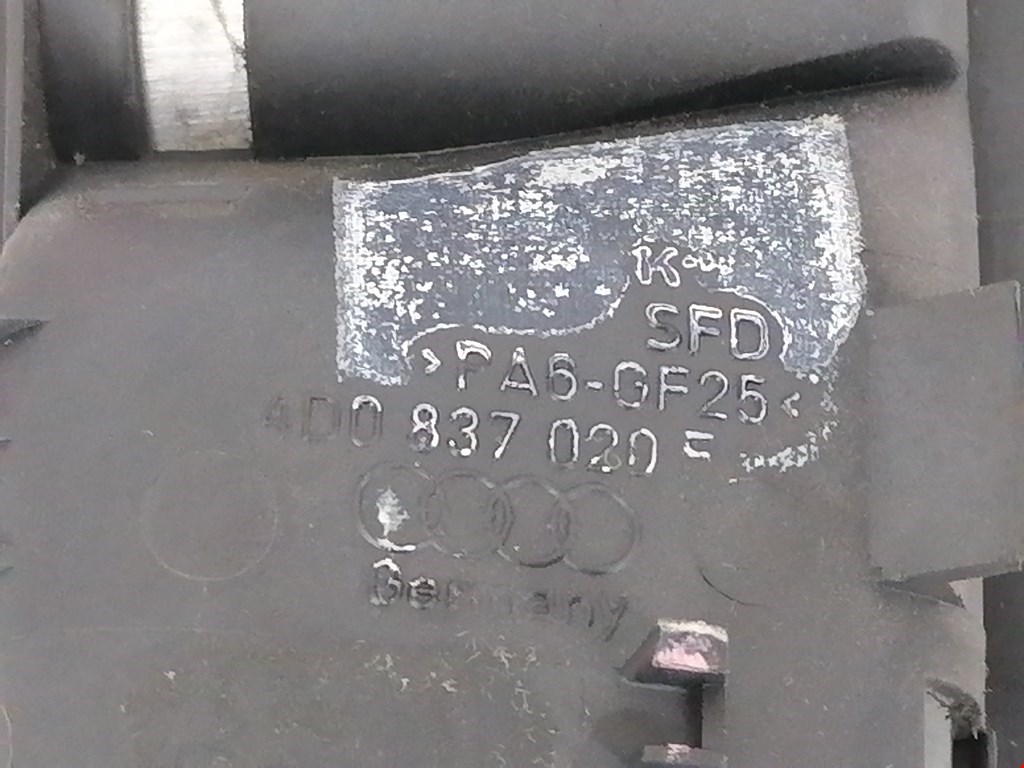 SFD
>PA6-GF25<
4D0 837 020
Germany